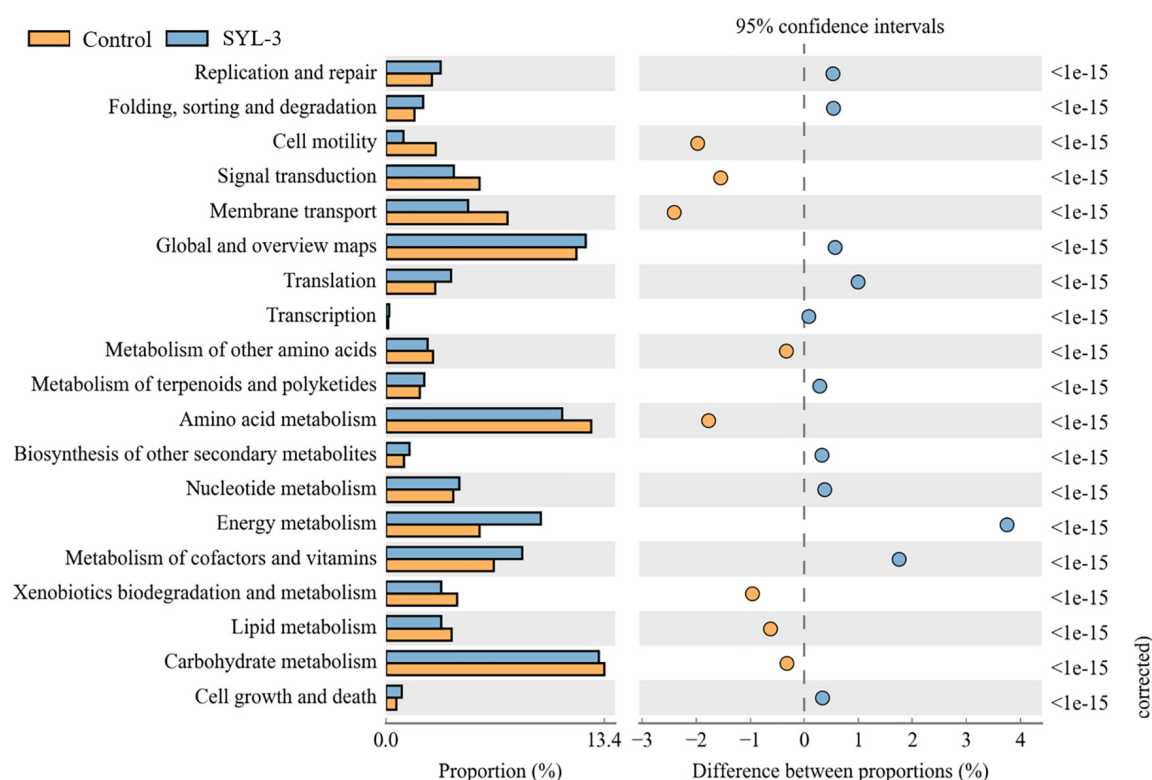 95% confidence intervals
Control SYL-3
Replication and repair <1e-15
Folding, sorting and degradation <1e-15
Cell motility <1e-15
Signal transduction <1e-15
Membrane transport <1e-15
Global and overview maps <1e-15
Translation <1e-15
Transcription <1e-15
Metabolism of other amino acids <1e-15
Metabolism of terpenoids and polyketides <1e-15
Amino acid metabolism <1e-15
Biosynthesis of other secondary metabolites <1e-15
Nucleotide metabolism <1e-15
Energy metabolism <1e-15
Metabolism of cofactors and vitamins <1e-15
Xenobiotics biodegradation and metabolism <1e-15
Lipid metabolism <1e-15
Carbohydrate metabolism <1e-15
Cell growth and death <1e-15
corrected)
0.0 13.4 −3 −2 −1 0 1 2 3 4
Proportion (%) Difference between proportions (%)